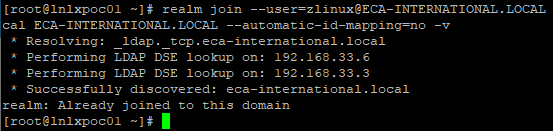 [root@lnlxpoc01 ~]# realm join --user=zlinux@ECA-INTERNATIONAL.LOCAL
cal ECA-INTERNATIONAL.LOCAL --automatic-id-mapping=no -v
 * Resolving: _ldap._tcp.eca-international.local
 * Performing LDAP DSE lookup on: 192.168.33.6
 * Performing LDAP DSE lookup on: 192.168.33.3
 * Successfully discovered: eca-international.local
realm: Already joined to this domain
[root@lnlxpoc01 ~]#